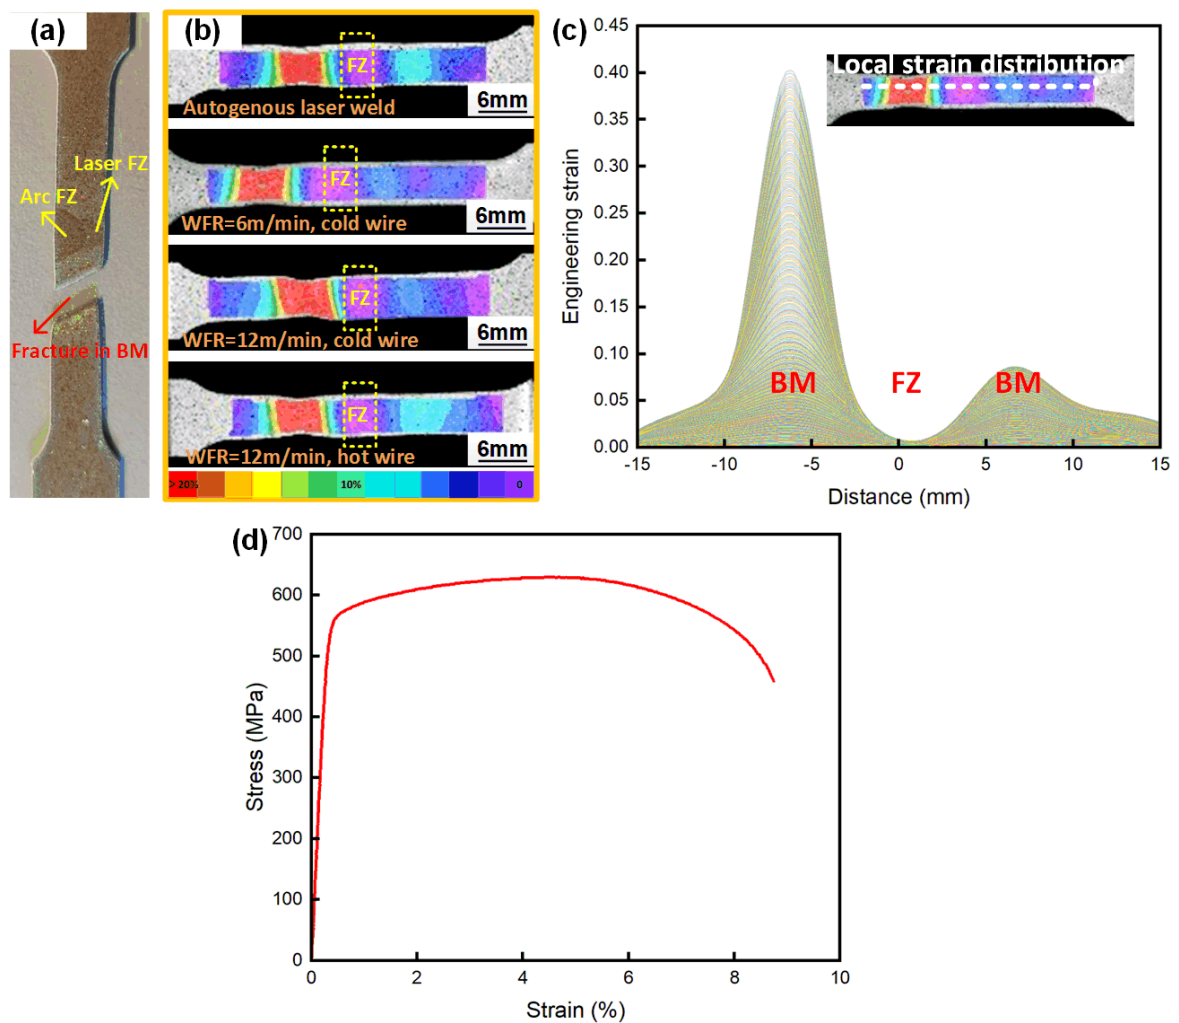 (a)
Laser FZ
Arc FZ
Fracture in BM
(b)
FZ
Autogenous laser weld
6mm
FZ
WFR=6m/min, cold wire
6mm
FZ
WFR=12m/min, cold wire
6mm
FZ
WFR=12m/min, hot wire
6mm
> 20% 10% 0
(c)
0.45
0.40
0.35
0.30
0.25
0.20
0.15
0.10
0.05
0.00
Engineering strain
Local strain distribution
BM FZ BM
-15 -10 -5 0 5 10 15
Distance (mm)
(d)
700
600
500
400
300
200
100
0
Stress (MPa)
0 2 4 6 8 10
Strain (%)